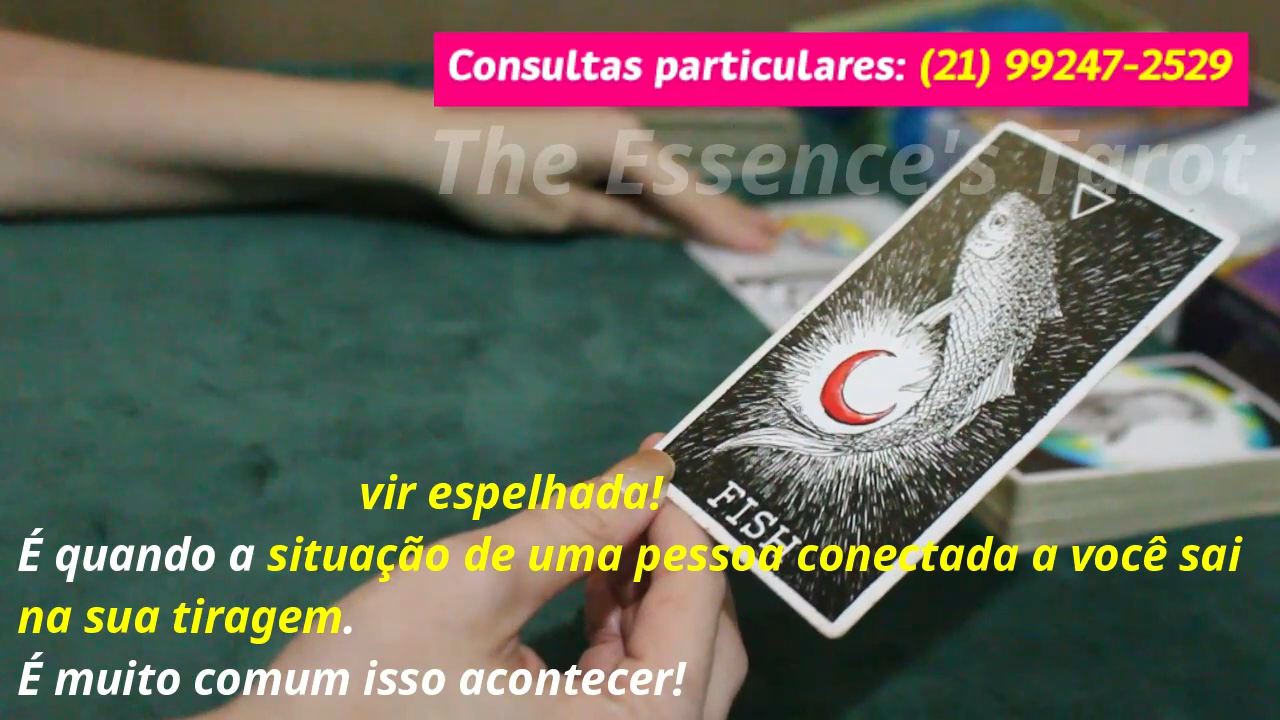 Consultas particulares: (21) 99247-2529
The Essence's Tarot
FISH
vir espelhada!
É quando a situação de uma pessoa conectada a você sai
na sua tiragem.
É muito comum isso acontecer!